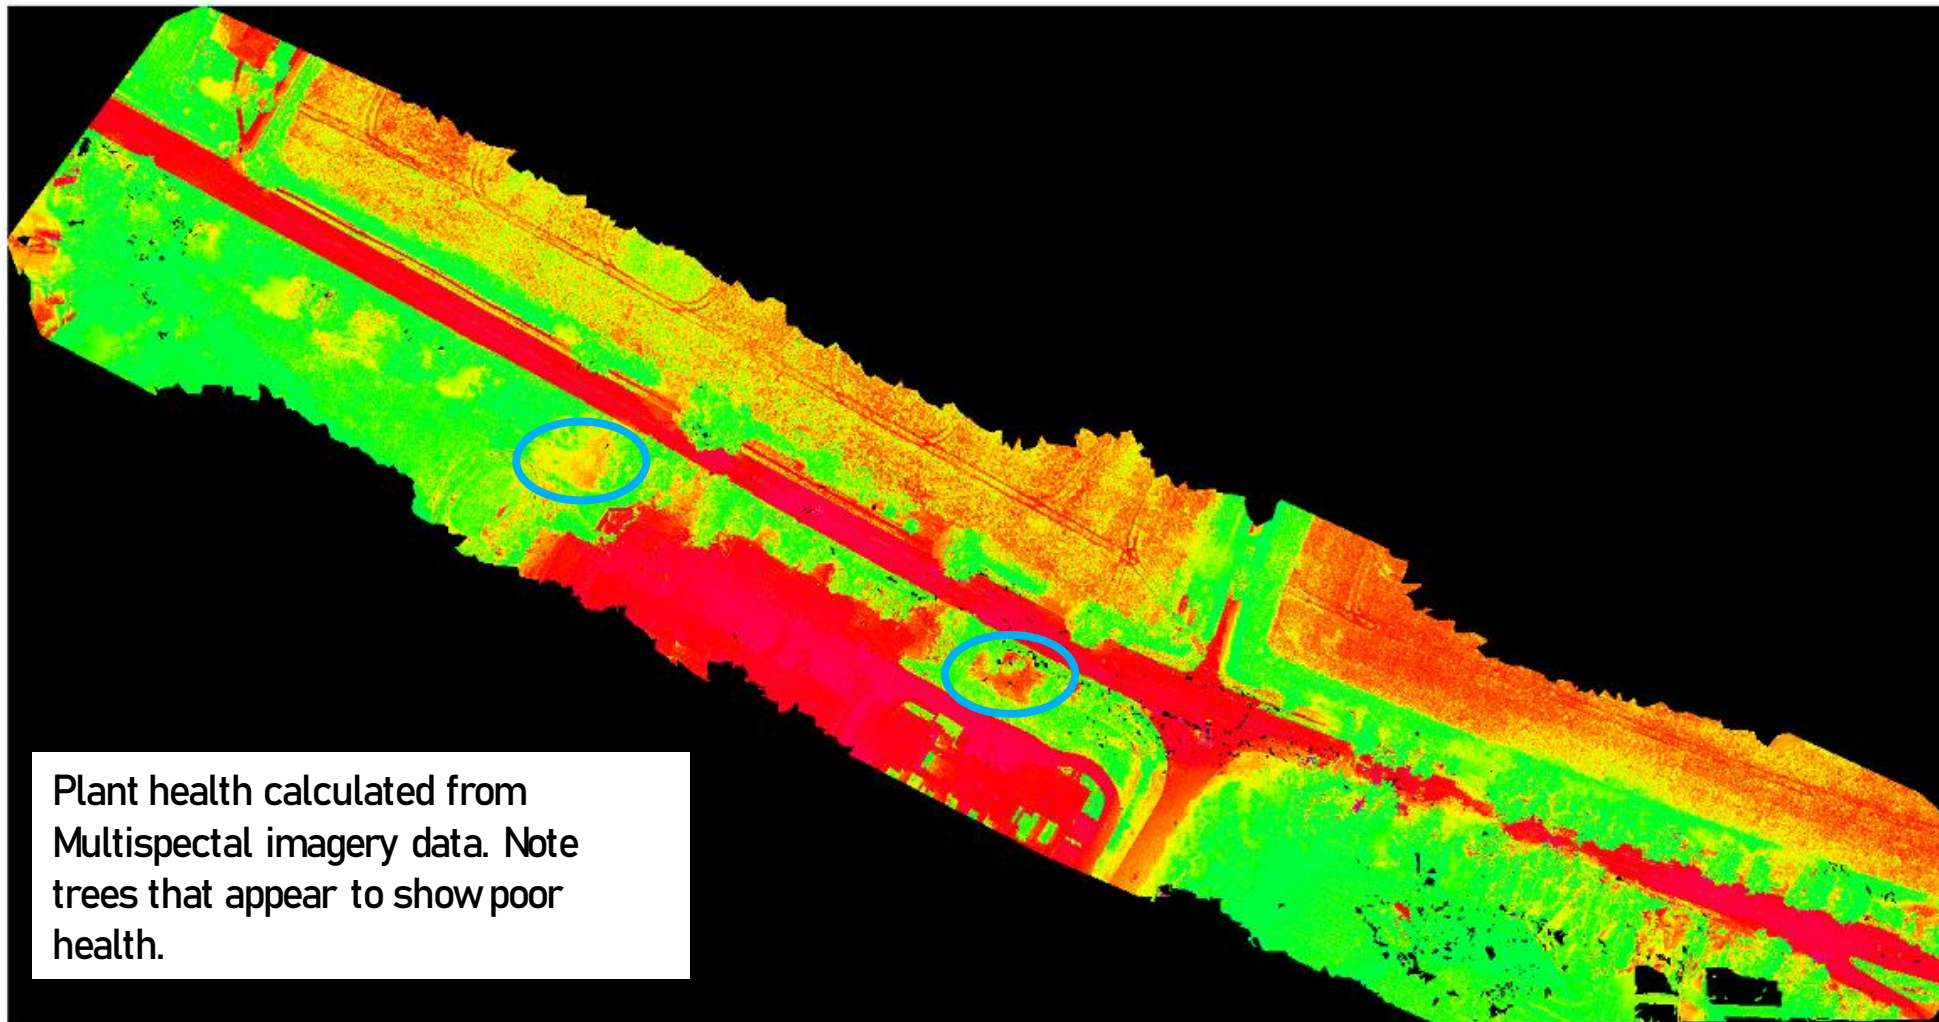 Plant health calculated from
Multispectal imagery data. Note
trees that appear to show poor
health.